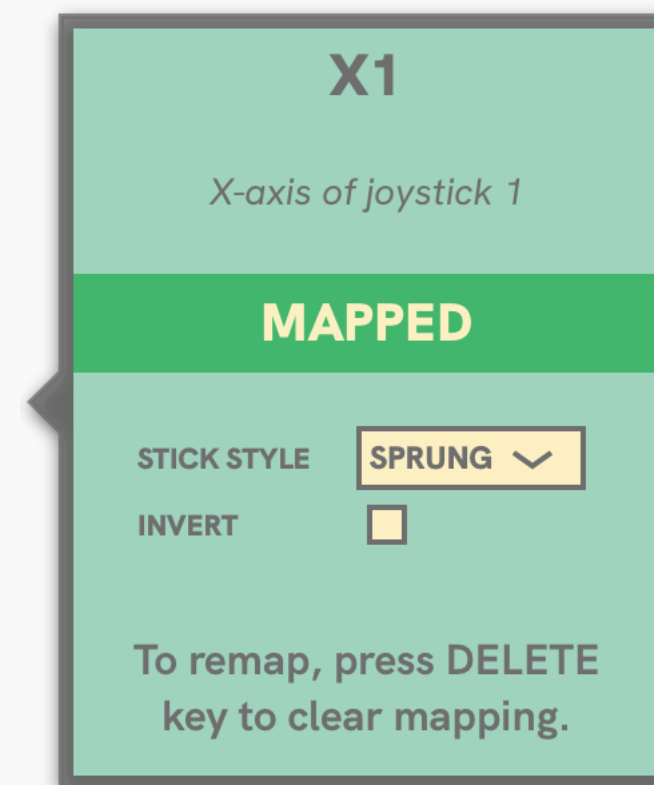 X1
X-axis of joystick 1
MAPPED
STICK STYLE SPRUNG
INVERT
To remap, press DELETE
key to clear mapping.